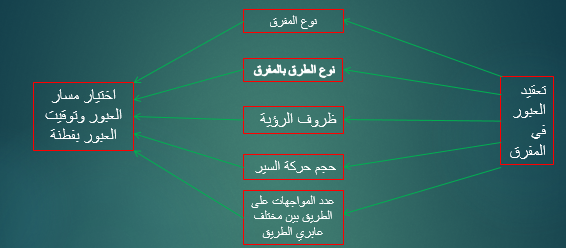 تعقيد
العبور
في
المفرق
نوع المفرق
نوع الطرق بالمفرق
ظروف الرؤية
حجم حركة السير
عدد المواجهات على
الطريق بين مختلف
عابري الطريق
اختيار مسار
العبور وتوقيت
العبور بفطنة